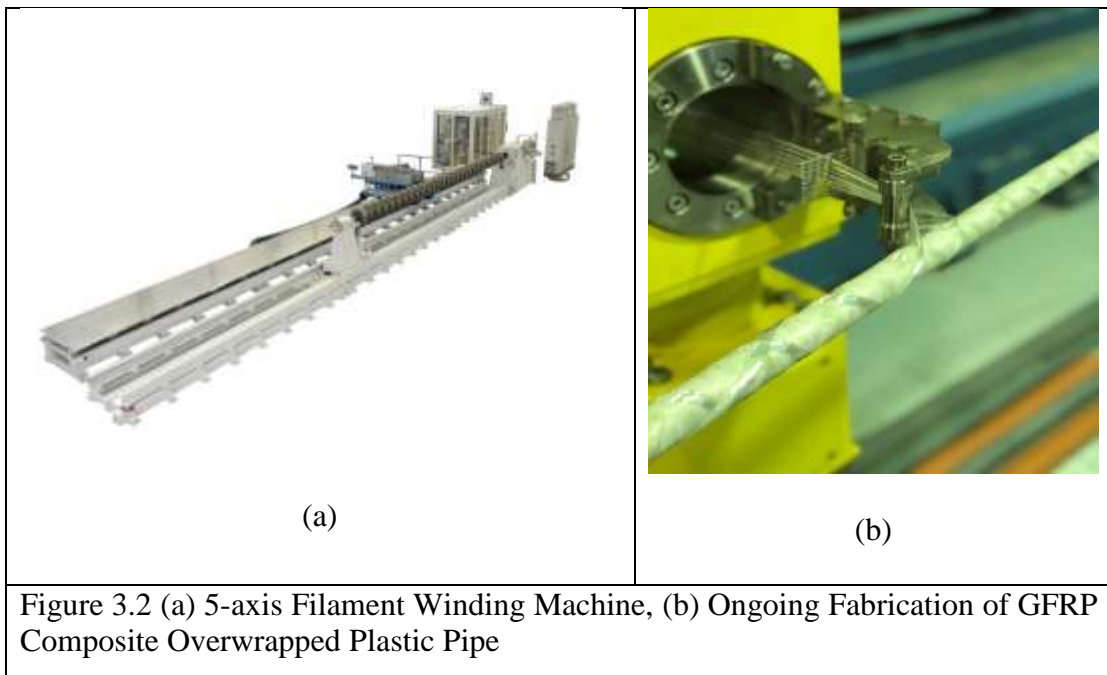 (a)
(b)
Figure 3.2 (a) 5-axis Filament Winding Machine, (b) Ongoing Fabrication of GFRP
Composite Overwrapped Plastic Pipe